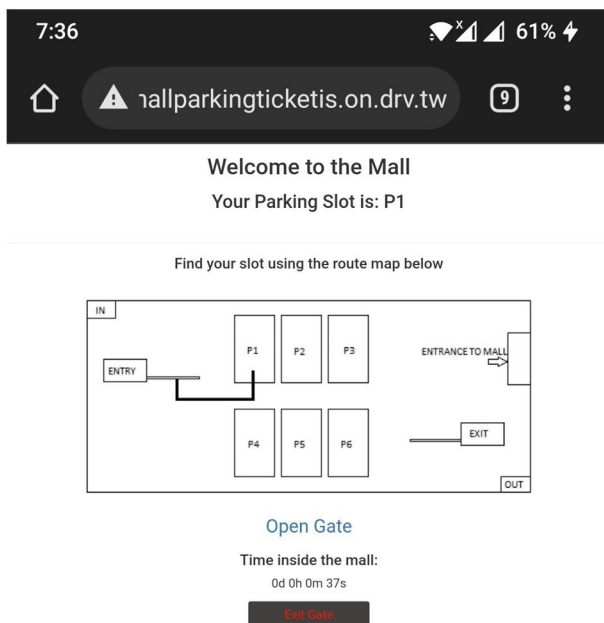 7:36
x
61%
nallparkingticketis.on.drv.tw
9
Welcome to the Mall
Your Parking Slot is: P1
Find your slot using the route map below
IN
P1 P2 P3
ENTRANCE TO MALL
ENTRY
P4 P5 P6
EXIT
OUT
Open Gate
Time inside the mall:
0d 0h 0m 37s
Exit Gate